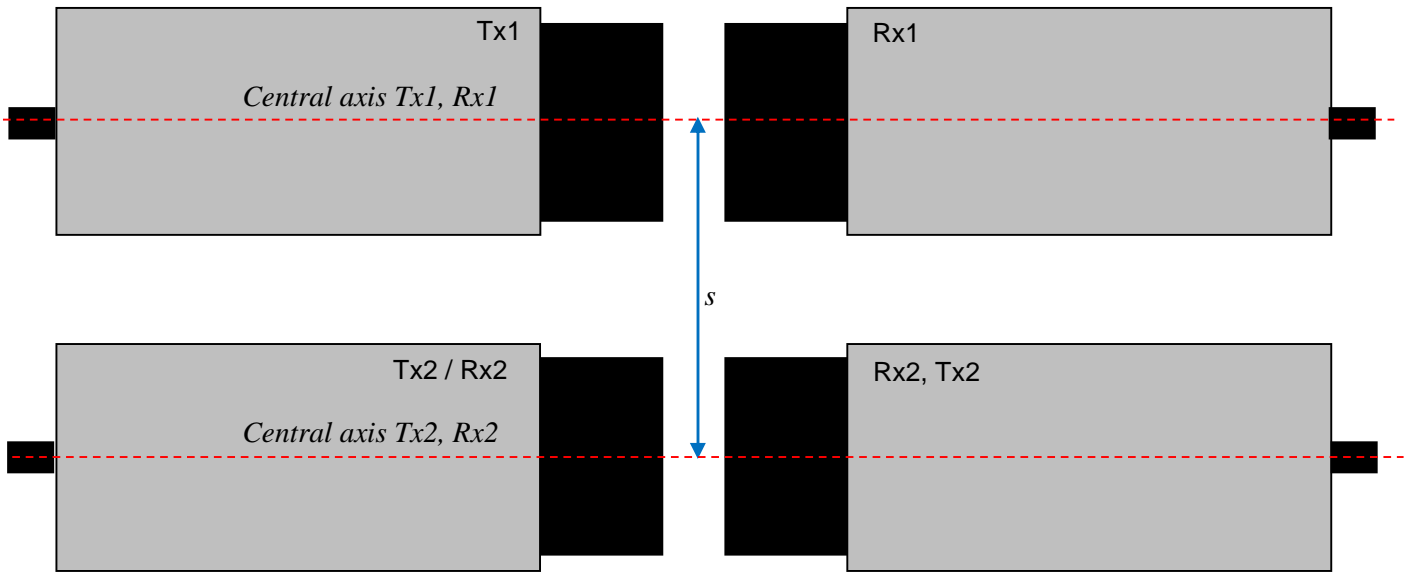 Tx1
Rx1
Central axis Tx1, Rx1
s
Tx2 / Rx2
Rx2, Tx2
Central axis Tx2, Rx2